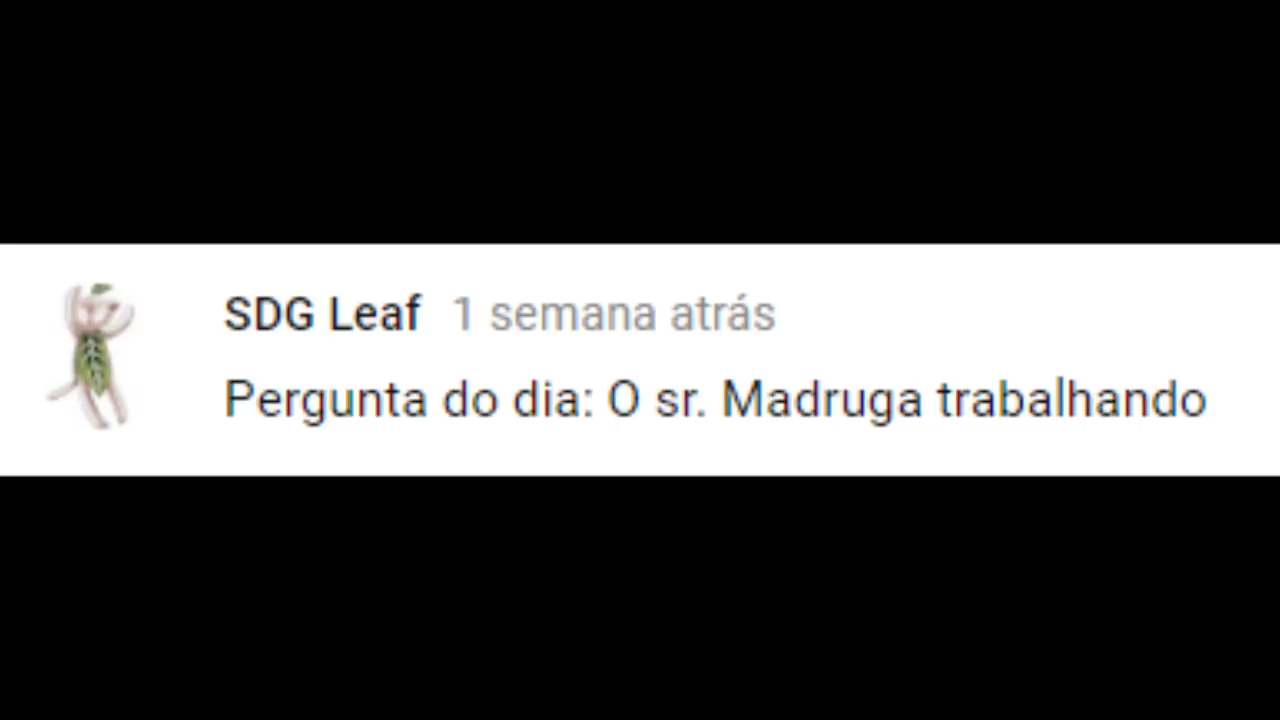 SDG Leaf 1 semana atrás
Pergunta do dia: O sr. Madruga trabalhando